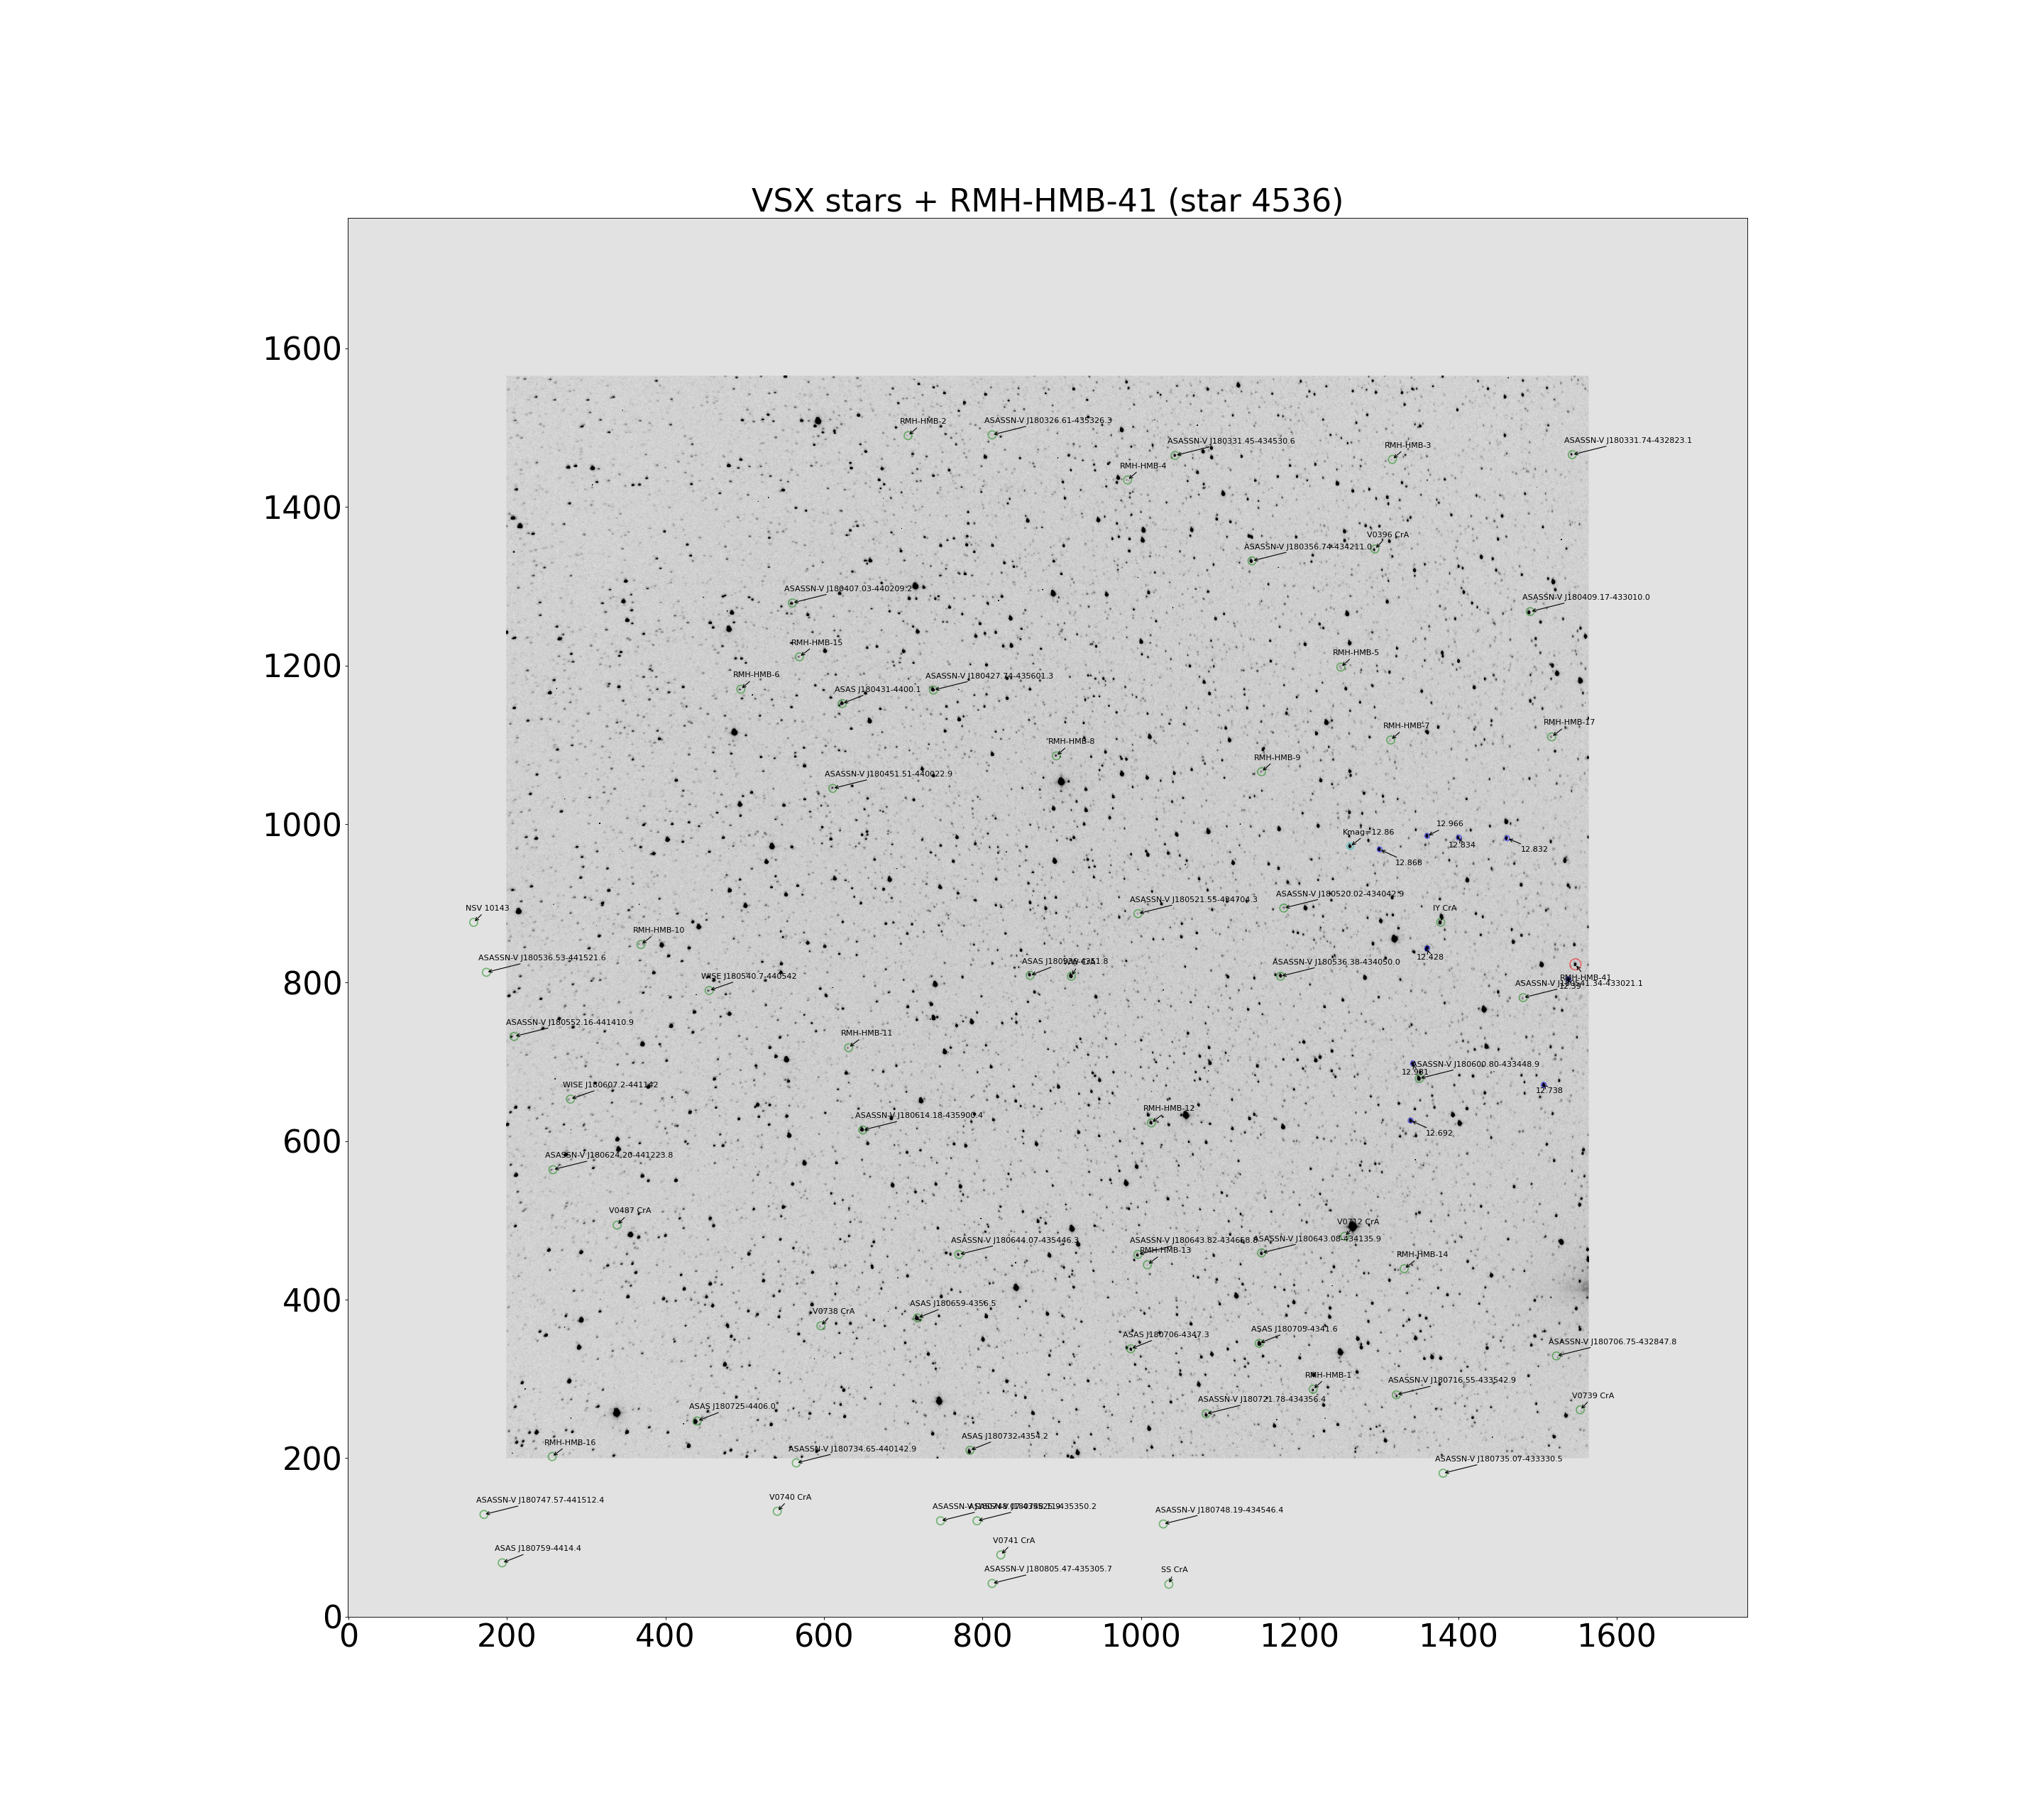 VSX stars + RMH-HMB-41 (star 4536)
1600
RMH-HMB-2
ASASSN-V J180326.61-435326.3
ASASSN-V J180331.45-434530.6
RMH-HMB-3
ASASSN-V J180331.74-432823.1
RMH-HMB-4
1400
V0396 CrA
ASASSN-V J180356.74-434211.0
ASASSN-V J180407.03-440209.2
ASASSN-V J180409.17-433010.0
RMH-HMB-15
RMH-HMB-5
1200
RMH-HMB-6
ASASSN-V J180427.74-435601.3
ASAS J180431-4400.1
RMH-HMB-17
RMH-HMB-7
RMH-HMB-8
RMH-HMB-9
ASASSN-V J180451.51-440022.9
1000
12.966
Kmag=12.86
12.834
12.832
12.868
ASASSN-V J180520.02-434042.9
ASASSN-V J180521.55-434704.3
NSV 10143
IY CrA
RMH-HMB-10
12.428
ASASSN-V J180536.53-441521.6
ASASSN-V J180536.38-434050.0
WISE J180540.7-440542
RMH-HMB-41
800
ASASSN-V J180552.16-441410.9
RMH-HMB-11
ASASSN-V J180600.80-433448.9
WISE J180607.2-441142
12.738
RMH-HMB-12
ASASSN-V J180614.18-435900.4
12.692
600
ASASSN-V J180624.20-441223.8
V0487 CrA
ASASSN-V J180644.07-435446.3
ASASSN-V J180643.08-434135.9
RMH-HMB-13
RMH-HMB-14
400
ASAS J180659-4356.5
V0738 CrA
ASAS J180709-4341.6
ASAS J180706-4347.3
ASASSN-V J180706.75-432847.8
RMH-HMB-1
ASASSN-V J180716.55-433542.9
V0739 CrA
ASASSN-V J180721.78-434356.4
ASAS J180725-4406.0
ASAS J180732-4354.2
RMH-HMB-16
ASASSN-V J180734.65-440142.9
200
ASASSN-V J180735.07-433330.5
V0740 CrA
ASASSN-V J180747.57-441512.4
ASASSN-V J180748.19-434546.4
V0741 CrA
ASAS J180759-4414.4
ASASSN-V J180805.47-435305.7
SS CrA
0
0 200 400 600 800 1000 1200 1400 1600